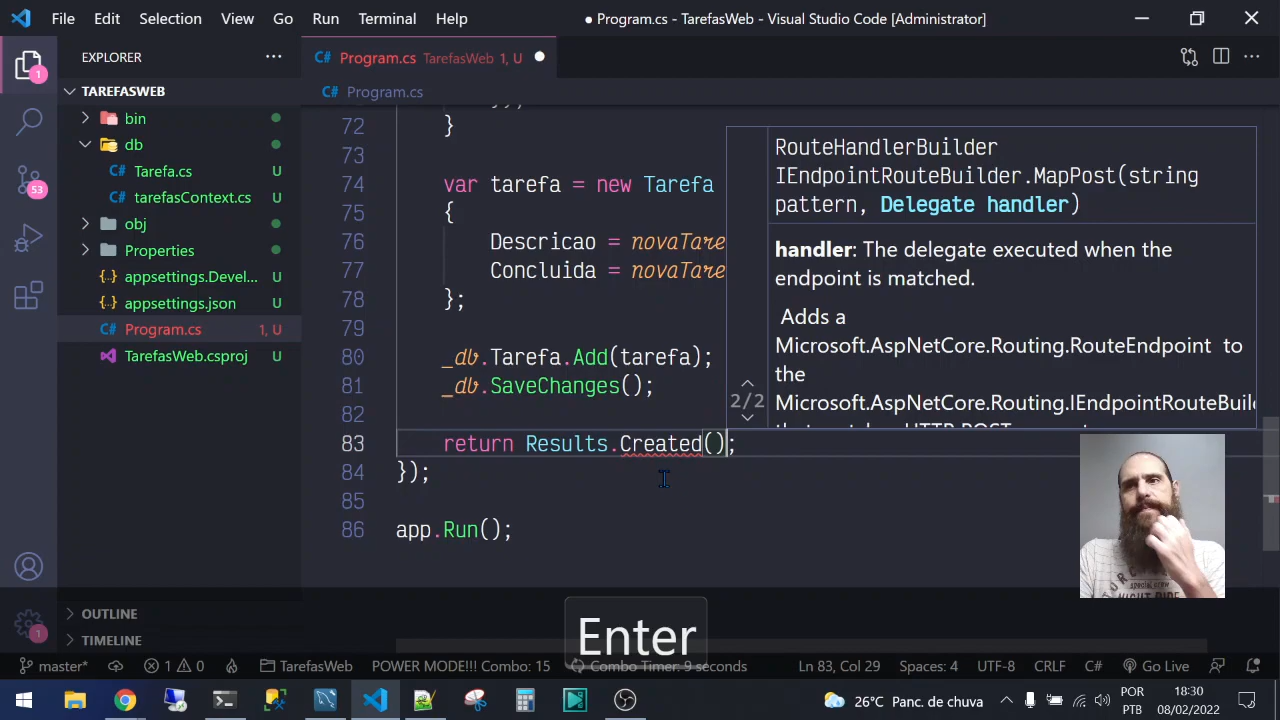 File Edit Selection View Go Run Terminal Help
● Program.cs - TarefasWeb - Visual Studio Code [Administrator]
EXPLORER
C# Program.cs TarefasWeb 1, U
TAREFASWEB
C# Program.cs
bin
db
C# Tarefa.cs U
C# tarefasContext.cs U
obj
Properties
{} appsettings.Devel... U
{} appsettings.json U
C# Program.cs 1, U
TarefasWeb.csproj U
OUTLINE
TIMELINE
1
53
1
72 }
73
74 var tarefa = new Tarefa
75 {
76 Descricao = novaTare
77 Concluida = novaTare
78 };
79
80 _db.Tarefa.Add(tarefa);
81 _db.SaveChanges();
82
83 return Results.Created();
84 });
85
86 app.Run();
2/2
RouteHandlerBuilder
IEndpointRouteBuilder.MapPost(string
pattern, Delegate handler)
handler: The delegate executed when the
endpoint is matched.
Adds a
Microsoft.AspNetCore.Routing.RouteEndpoint to
the
Microsoft.AspNetCore.Routing.IEndpointRouteBuil
Enter
master* 1 0 TarefasWeb POWER MODE!!! Combo: 15 Combo Timer: 9 seconds Ln 83, Col 29 Spaces: 4 UTF-8 CRLF C# Go Live
26°C Panc. de chuva
POR
PTB
18:30
08/02/2022